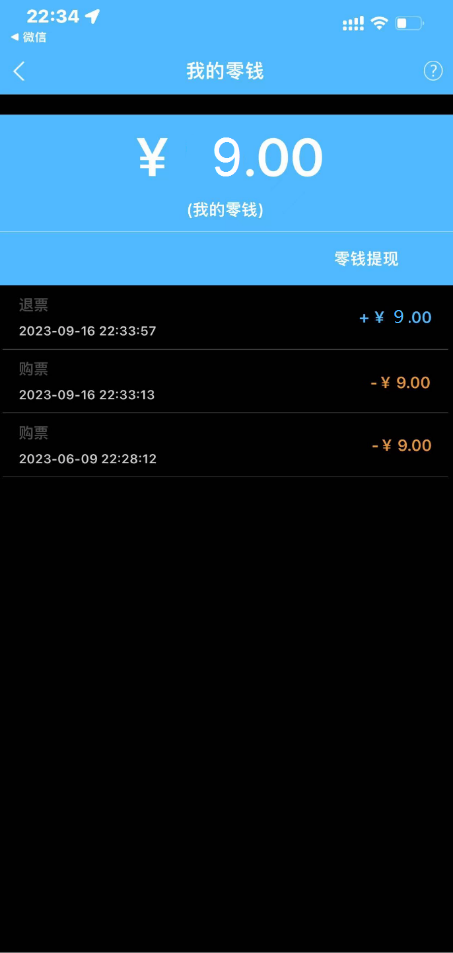 22:34
微信
我的零钱
?
¥ 9.00
(我的零钱)
零钱提现
退票
+ ¥ 9.00
2023-09-16 22:33:57
购票
- ¥ 9.00
2023-09-16 22:33:13
购票
- ¥ 9.00
2023-06-09 22:28:12